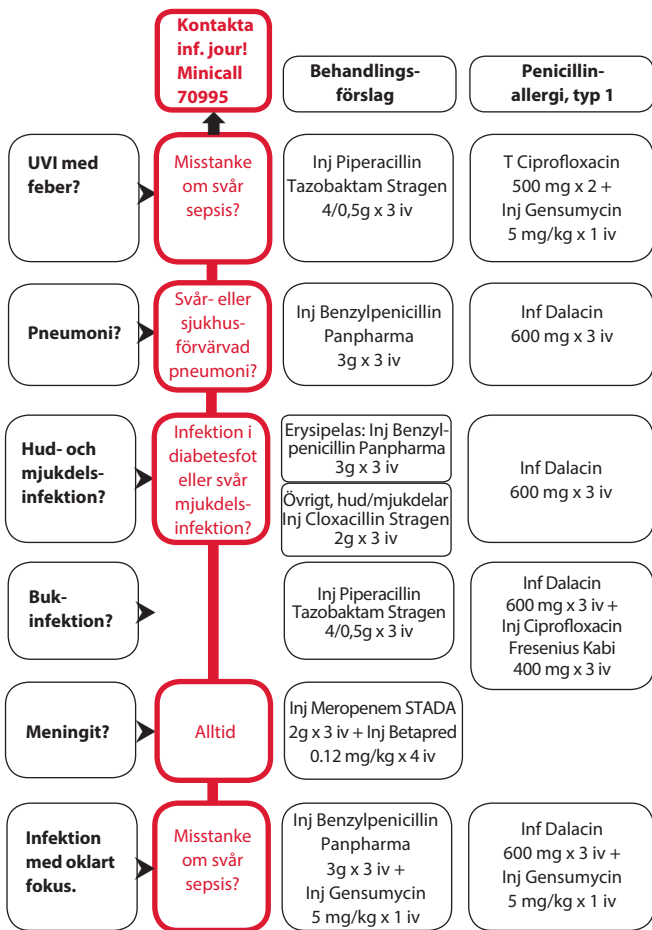 Kontakta
inf. jour!
Minicall
70995
Behandlings-
förslag
Penicillin-
allergi, typ 1
UVI med
feber?
Misstanke
om svår
sepsis?
Inj Piperacillin
Tazobaktam Stragen
4/0,5g x 3 iv
T Ciprofloxacin
500 mg x 2 +
Inj Gensumycin
5 mg/kg x 1 iv
Pneumoni?
Svår- eller
sjukhus-
förvärvad
pneumoni?
Inj Benzylpenicillin
Panpharma
3g x 3 iv
Inf Dalacin
600 mg x 3 iv
Hud- och
mjukdels-
infektion?
Infektion i
diabetesfot
eller svår
mjukdels-
infektion?
Erysipelas: Inj Benzyl-
penicillin Panpharma
3g x 3 iv
Övrigt, hud/mjukdelar
Inj Cloxacillin Stragen
2g x 3 iv
Inf Dalacin
600 mg x 3 iv
Buk-
infektion?
Inj Piperacillin
Tazobaktam Stragen
4/0,5g x 3 iv
Inf Dalacin
600 mg x 3 iv +
Inj Ciprofloxacin
Fresenius Kabi
400 mg x 3 iv
Meningit?
Alltid
Inj Meropenem STADA
2g x 3 iv + Inj Betapred
0.12 mg/kg x 4 iv
Infektion
med oklart
fokus.
Misstanke
om svår
sepsis?
Inj Benzylpenicillin
Panpharma
3g x 3 iv +
Inj Gensumycin
5 mg/kg x 1 iv
Inf Dalacin
600 mg x 3 iv +
Inj Gensumycin
5 mg/kg x 1 iv